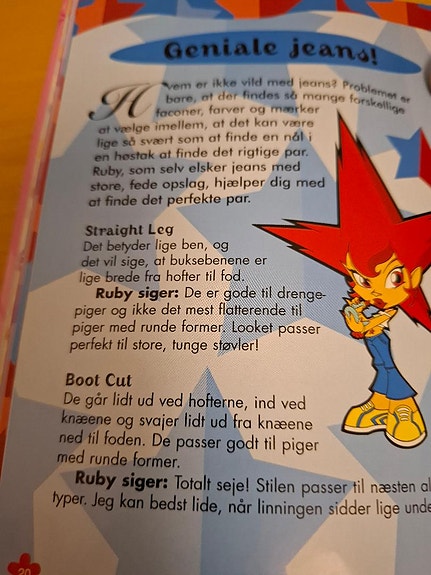 Geniale jeans!
Hvem er ikke vild med jeans? Problemet er
bare, at der findes så mange forskellige
faconer, farver og mærker
at vælge imellem, at det kan være
lige så svært som at finde en nål i
en høstak at finde det rigtige par.
Ruby, som selv elsker jeans med
store, fede opslag, hjælper dig med
at finde det perfekte par.
Straight Leg
Det betyder lige ben, og
det vil sige, at buksebenene er
lige brede fra hofter til fod.
Ruby siger: De er gode til drenge-
piger og ikke det mest flatterende til
piger med runde former. Looket passer
perfekt til store, tunge støvler!
Boot Cut
De går lidt ud ved hofterne, ind ved
knæene og svajer lidt ud fra knæene
ned til foden. De passer godt til piger
med runde former.
Ruby siger: Totalt seje! Stilen passer til næsten al
typer. Jeg kan bedst lide, når linningen sidder lige unde
20